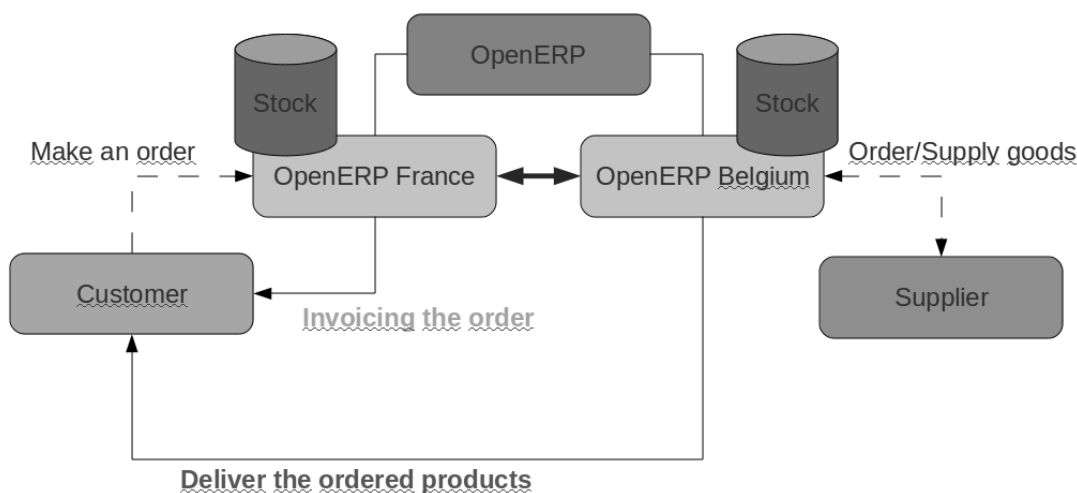 OpenERP
Stock
Stock
Make an order
Order/Supply goods
OpenERP France
OpenERP Belgium
Customer
Supplier
Invoicing the order
Deliver the ordered products